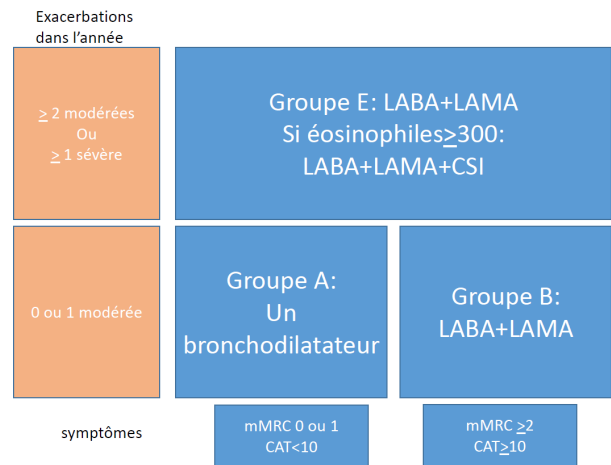 Exacerbations
dans l’année
≥ 2 modérées
Ou
≥ 1 sévère
Groupe E: LABA+LAMA
Si éosinophiles≥300:
LABA+LAMA+CSI
0 ou 1 modérée
Groupe A:
Un
bronchodilatateur
Groupe B:
LABA+LAMA
symptômes
mMRC 0 ou 1
CAT<10
mMRC ≥2
CAT≥10